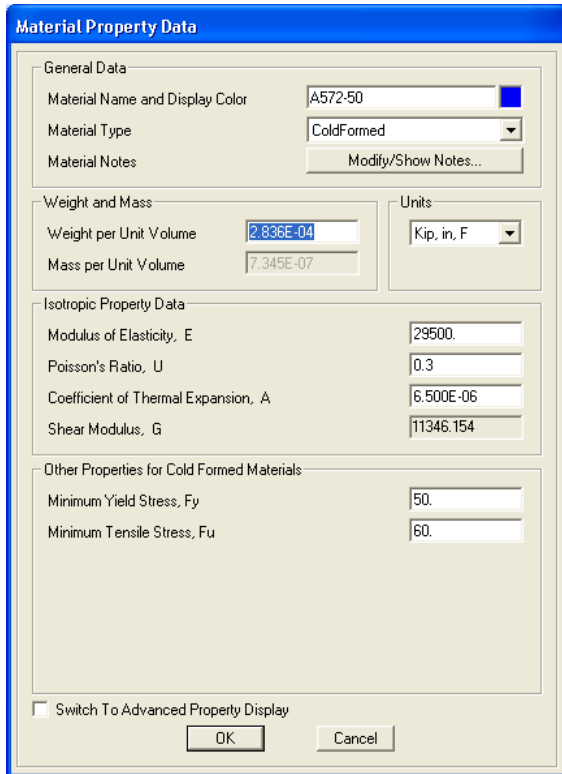 Material Property Data
General Data
Material Name and Display Color A572-50
Material Type ColdFormed
Material Notes Modify/Show Notes...
Weight and Mass
Weight per Unit Volume 2.836E-04
Mass per Unit Volume 7.345E-07
Units
Kip, in, F
Isotropic Property Data
Modulus of Elasticity, E 29500.
Poisson's Ratio, U 0.3
Coefficient of Thermal Expansion, A 6.500E-06
Shear Modulus, G 11346.154
Other Properties for Cold Formed Materials
Minimum Yield Stress, Fy 50.
Minimum Tensile Stress, Fu 60.
Switch To Advanced Property Display
OK Cancel